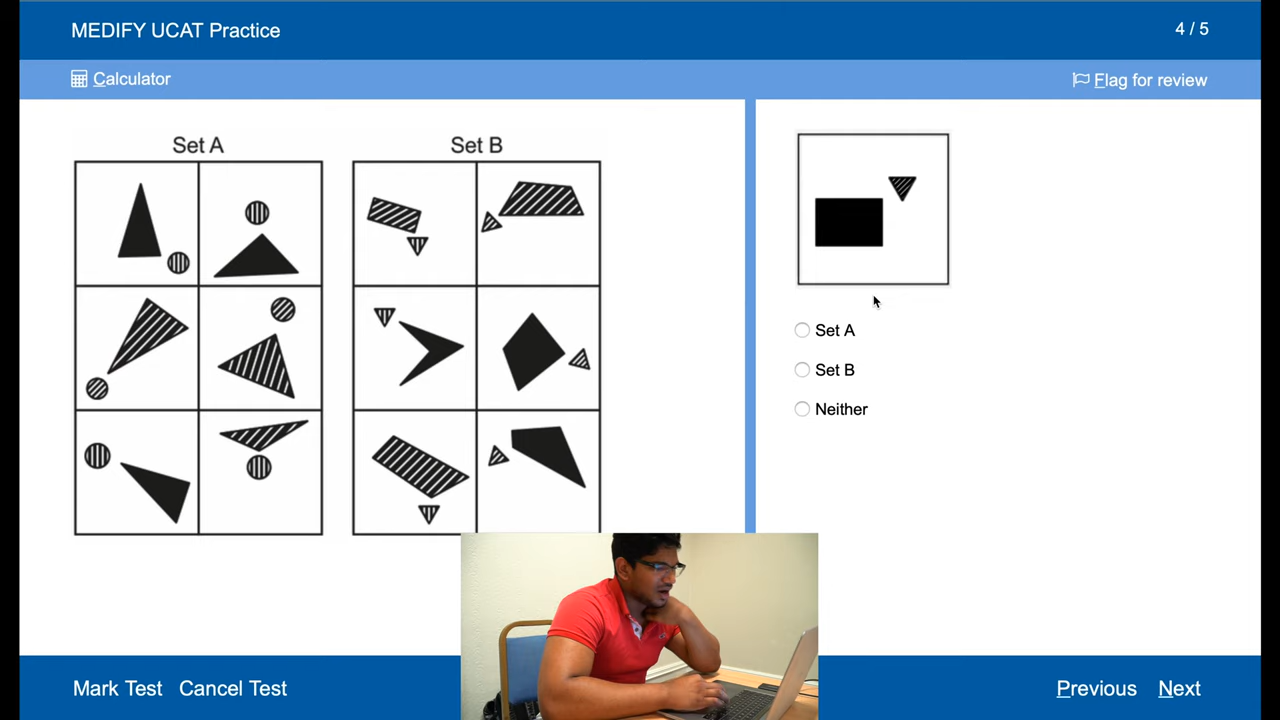 MEDIFY UCAT Practice
4 / 5
Calculator
Flag for review
Set A
Set B
Set A
Set B
Neither
Mark Test
Cancel Test
Previous
Next